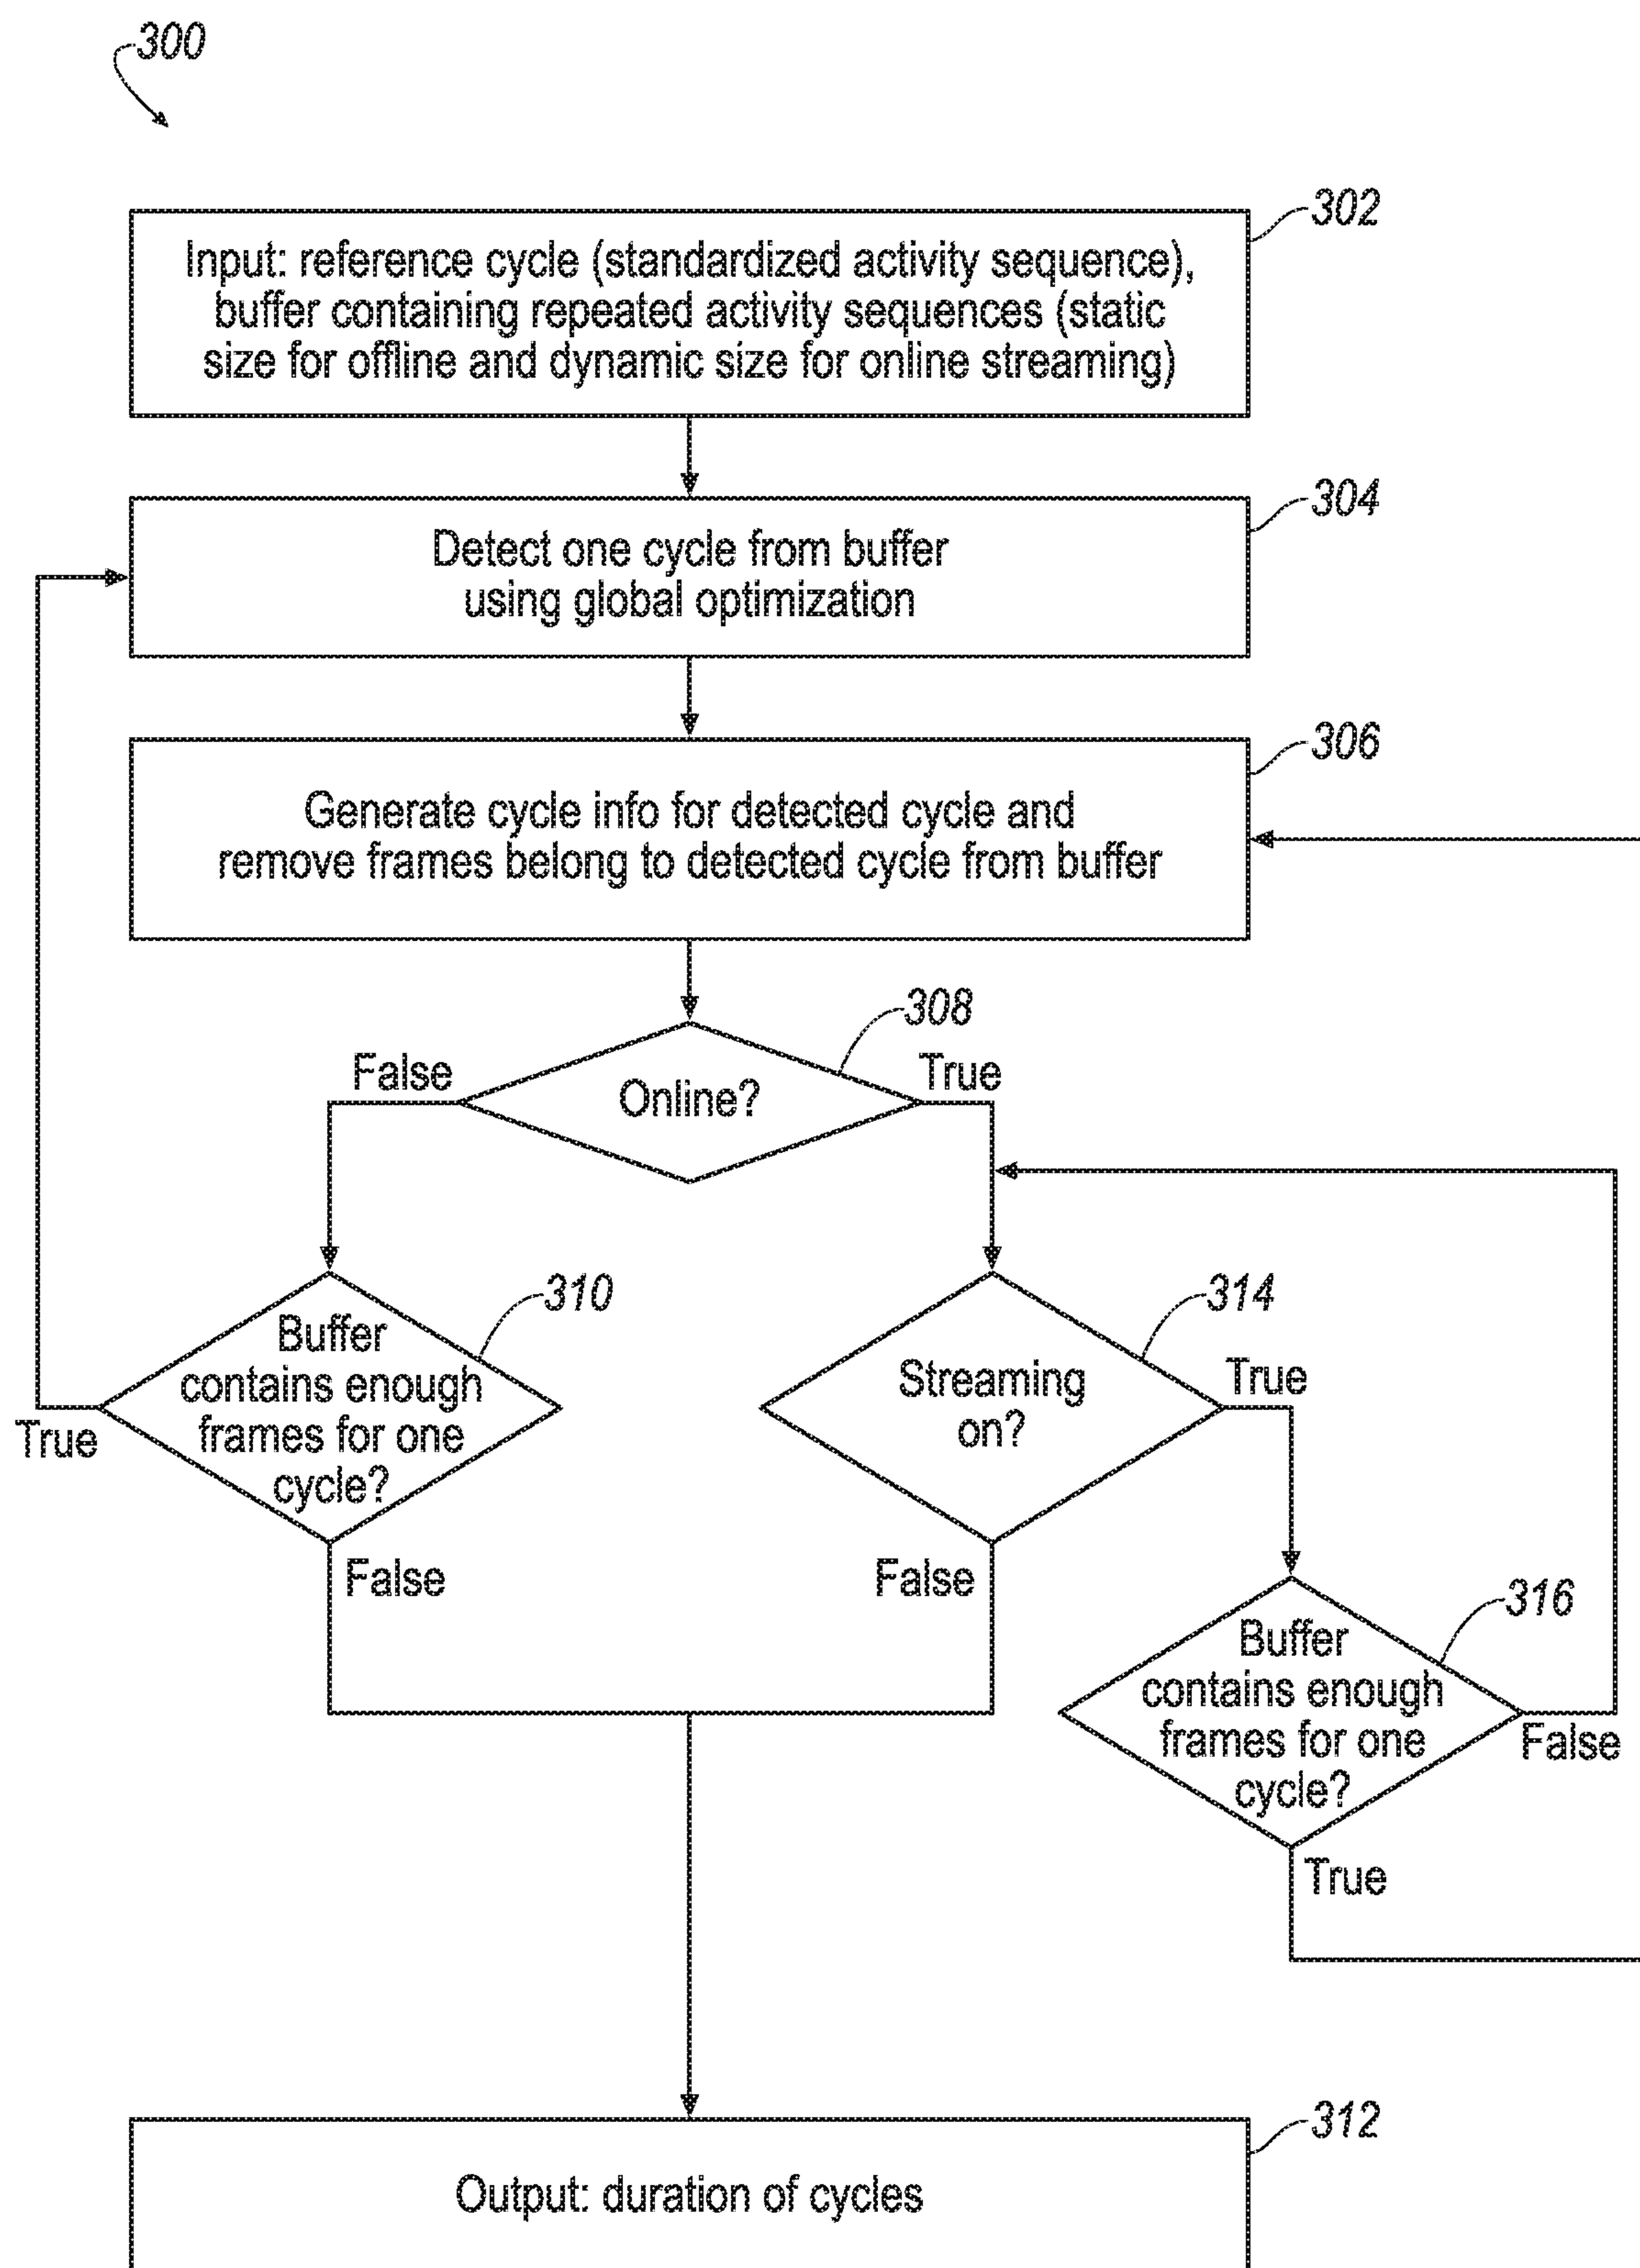 300
302
Input: reference cycle (standardized activity sequence),
buffer containing repeated activity sequences (static
size for offline and dynamic size for online streaming)
304
Detect one cycle from buffer
using global optimization
306
Generate cycle info for detected cycle and
remove frames belong to detected cycle from buffer
308
False
True
Online?
310
314
Buffer
contains enough
frames for one
cycle?
True
False
Streaming
on?
True
False
316
Buffer
contains enough
frames for one
cycle?
False
True
312
Output: duration of cycles